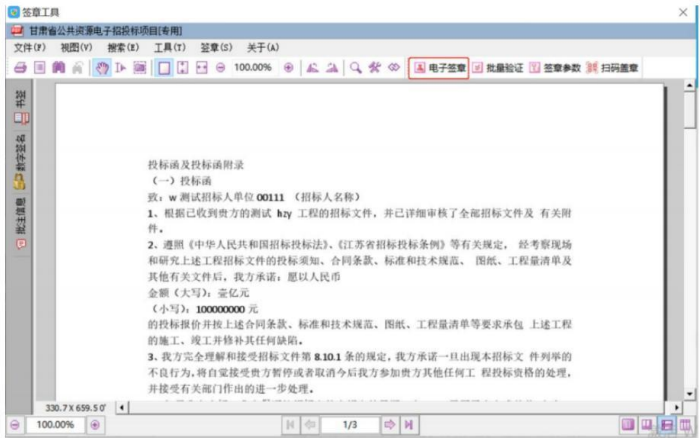 签章工具
甘肃省公共资源电子招投标项目[专用]
文件(F) 视图(V) 搜索(E) 工具(T) 签章(S) 关于(A)
100.00% 电子签章 批量验证 签章参数 扫码盖章
书签
数字签名
批注信息
投标函及投标函附录
（一）投标函
致：w 测试招标人单位 00111 （招标人名称）
1、根据已收到贵方的测试 hzy 工程的招标文件，并已详细审核了全部招标文件及 有关附
件。
2、遵照《中华人民共和国招标投标法》、《江苏省招标投标条例》等有关规定， 经考察现场
和研究上述工程招标文件的投标须知、合同条款、标准和技术规范、 图纸、工程量清单及
其他有关文件后，我方承诺：愿以人民币
金额（大写）：壹亿元
（小写）：100000000 元
的投标报价并按上述合同条款、标准和技术规范、图纸、工程量清单等要求承包 上述工程
的施工、竣工并修补其任何缺陷。
3、我方完全理解和接受招标文件第 8.10.1 条的规定，我方承诺一旦出现本招标文 件列举的
不良行为，将自觉接受贵方暂停或者取消今后我方参加贵方其他任何工 程投标资格的处理，
并接受有关部门作出的进一步处理。
330.7 X 659.50
100.00% 1/3